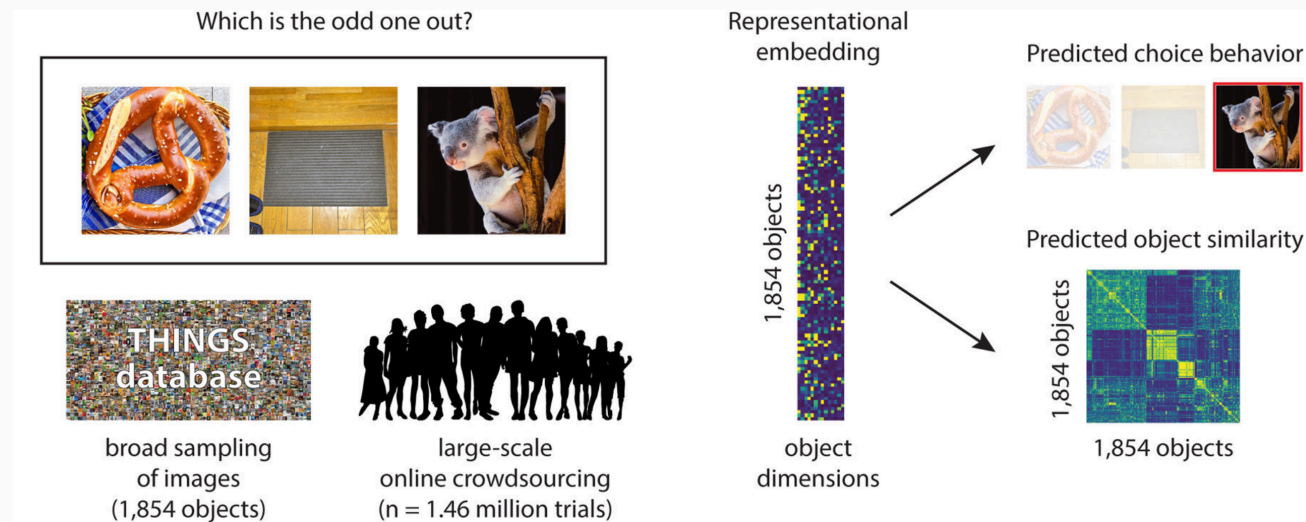 Which is the odd one out?
THINGS
database
broad sampling
of images
(1,854 objects)
large-scale
online crowdsourcing
(n = 1.46 million trials)
Representational
embedding
1,854 objects
object
dimensions
Predicted choice behavior
Predicted object similarity
1,854 objects
1,854 objects